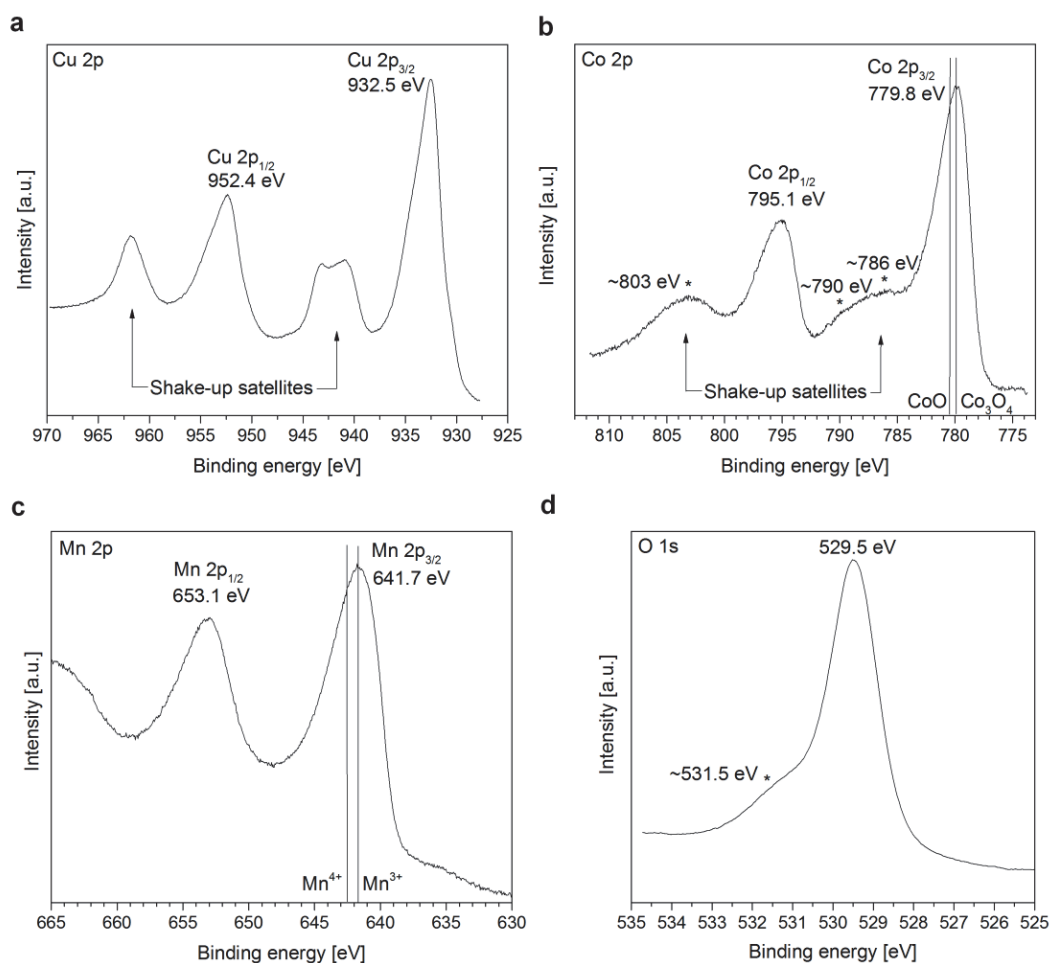 a
Cu 2p
Cu 2p3/2
932.5 eV
Cu 2p1/2
952.4 eV
Shake-up satellites
Intensity [a.u.]
970 965 960 955 950 945 940 935 930 925
Binding energy [eV]
b
Co 2p
Co 2p3/2
779.8 eV
Co 2p1/2
795.1 eV
~786 eV
*
~803 eV *
~790 eV
*
Shake-up satellites
CoO Co3O4
Intensity [a.u.]
810 805 800 795 790 785 780 775
Binding energy [eV]
c
Mn 2p
Mn 2p3/2
641.7 eV
Mn 2p1/2
653.1 eV
Mn4+ Mn3+
Intensity [a.u.]
665 660 655 650 645 640 635 630
Binding energy [eV]
d
O 1s
529.5 eV
~531.5 eV *
Intensity [a.u.]
535 534 533 532 531 530 529 528 527 526 525
Binding energy [eV]